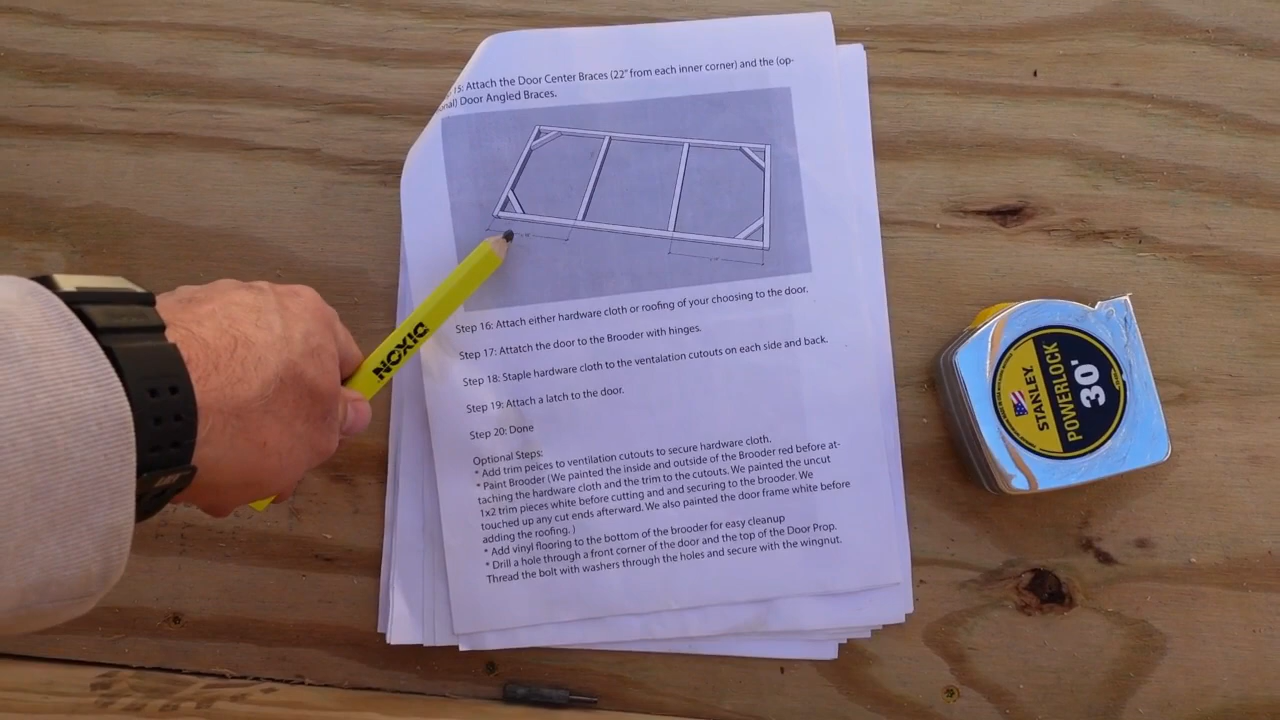 15: Attach the Door Center Braces (22" from each inner corner) and the (op-
nal) Door Angled Braces.
Step 16: Attach either hardware cloth or roofing of your choosing to the door.
Step 17: Attatch the door to the Brooder with hinges.
Step 18: Staple hardware cloth to the ventalation cutouts on each side and back.
Step 19: Attach a latch to the door.
Step 20: Done
Optional Steps:
* Add trim peices to ventilation cutouts to secure hardware cloth.
* Paint Brooder (We painted the inside and outside of the Brooder red before at-
taching the hardware cloth and the trim to the cutouts. We painted the uncut
1x2 trim pieces white before cutting and and securing to the brooder. We
touched up any cut ends afterward. We also painted the door frame white before
adding the roofing. )
* Add vinyl flooring to the bottom of the brooder for easy cleanup
* Drill a hole through a front corner of the door and the top of the Door Prop.
Thread the bolt with washers through the holes and secure with the wingnut.
NOXIQ
STANLEY
POWERLOCK
30'